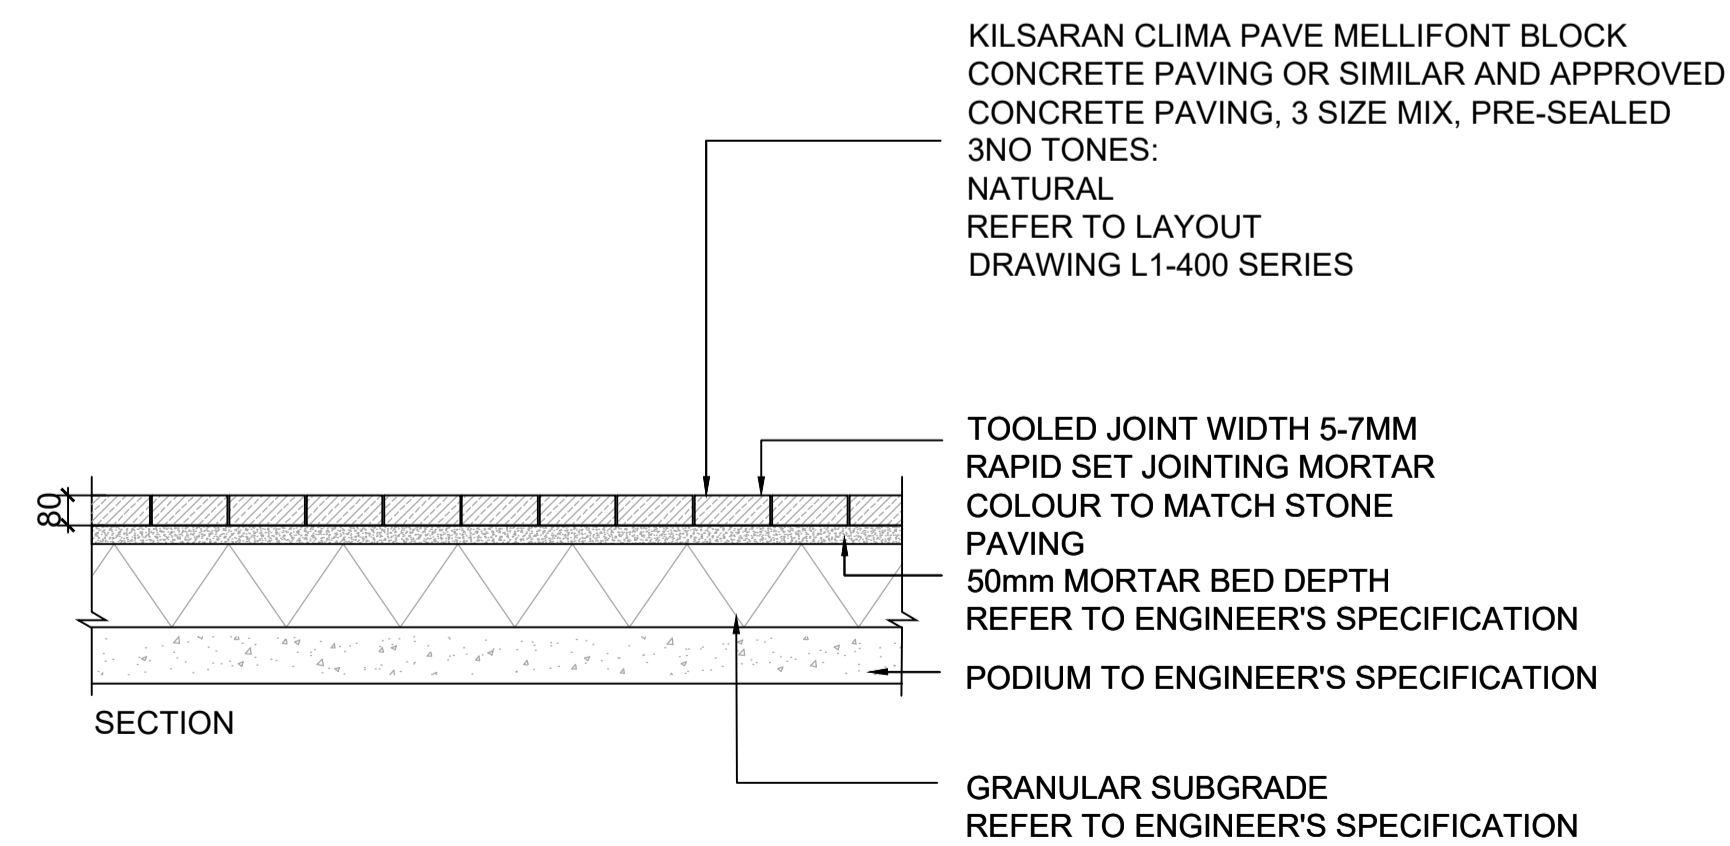 KILSARAN CLIMA PAVE MELLIFONT BLOCK
CONCRETE PAVING OR SIMILAR AND APPROVED
CONCRETE PAVING, 3 SIZE MIX, PRE-SEALED
3NO TONES:
NATURAL
REFER TO LAYOUT
DRAWING L1-400 SERIES
TOOLED JOINT WIDTH 5-7MM
RAPID SET JOINTING MORTAR
COLOUR TO MATCH STONE
PAVING
50mm MORTAR BED DEPTH
REFER TO ENGINEER'S SPECIFICATION
PODIUM TO ENGINEER'S SPECIFICATION
GRANULAR SUBGRADE
REFER TO ENGINEER'S SPECIFICATION
80
SECTION